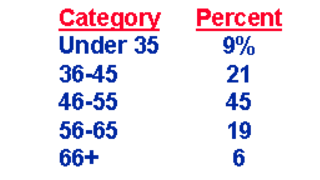 Category Percent
Under 35 9%
36-45 21
46-55 45
56-65 19
66+ 6